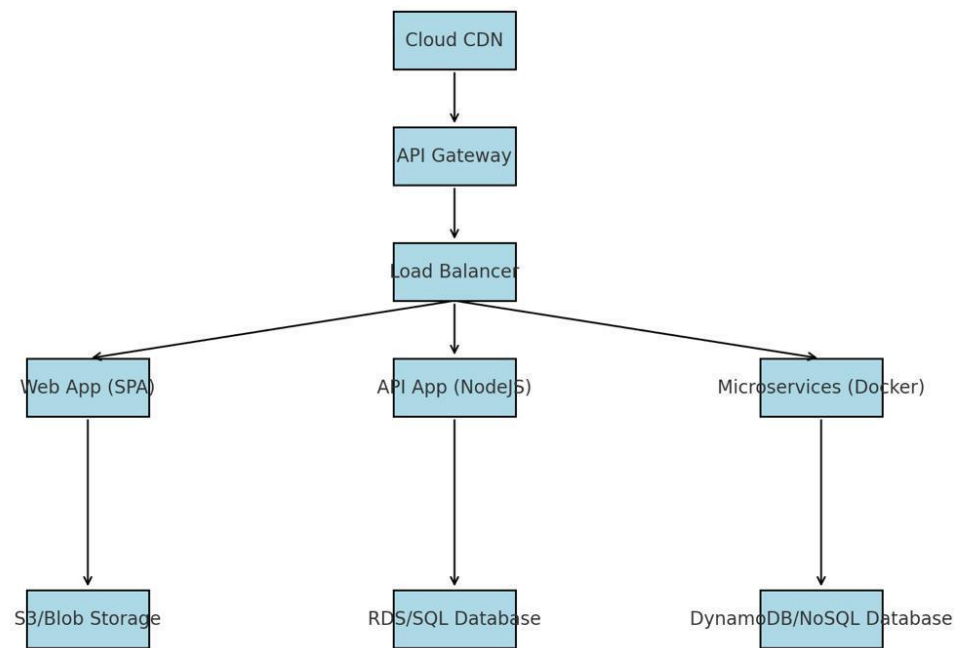 Cloud CDN
API Gateway
Load Balancer
Web App (SPA)
API App (NodeJS)
Microservices (Docker)
S3/Blob Storage
RDS/SQL Database
DynamoDB/NoSQL Database